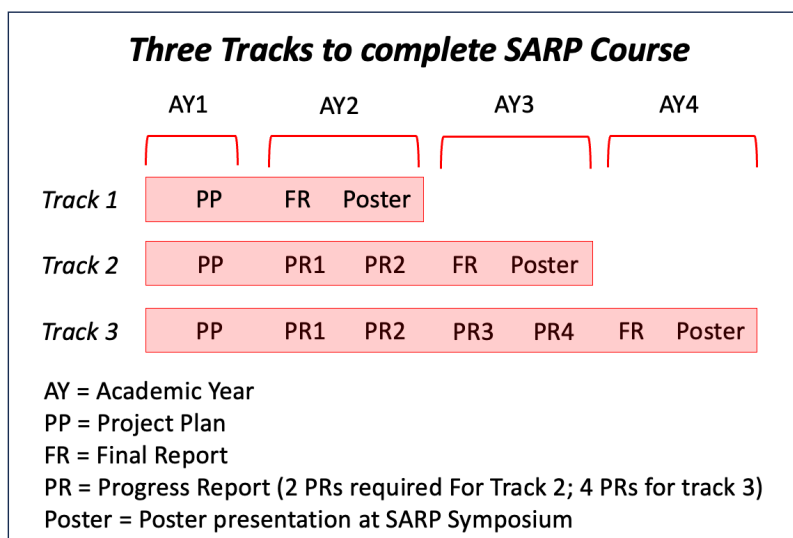 Three Tracks to complete SARP Course
AY1 AY2 AY3 AY4
Track 1 PP FR Poster
Track 2 PP PR1 PR2 FR Poster
Track 3 PP PR1 PR2 PR3 PR4 FR Poster
AY = Academic Year
PP = Project Plan
FR = Final Report
PR = Progress Report (2 PRs required For Track 2; 4 PRs for track 3)
Poster = Poster presentation at SARP Symposium